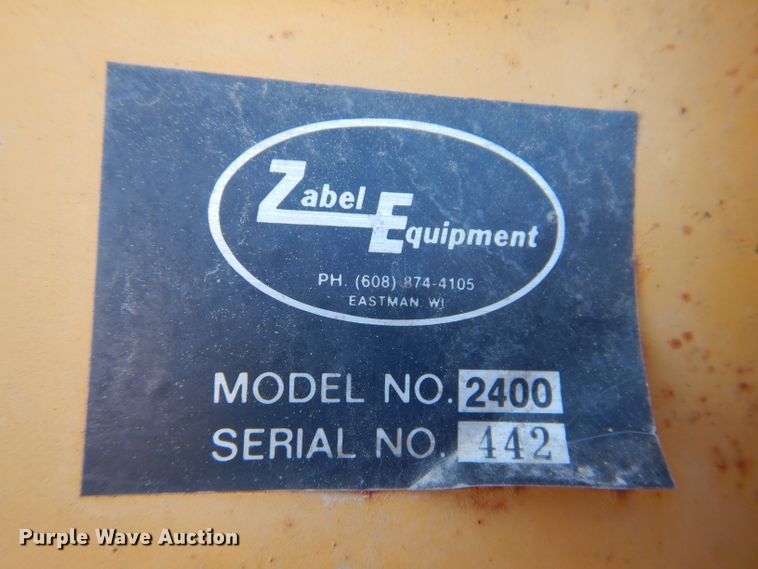 Zabel Equipment
PH. (608) 874-4105
EASTMAN, WI
MODEL NO. 2400
SERIAL NO. 442
Purple Wave Auction